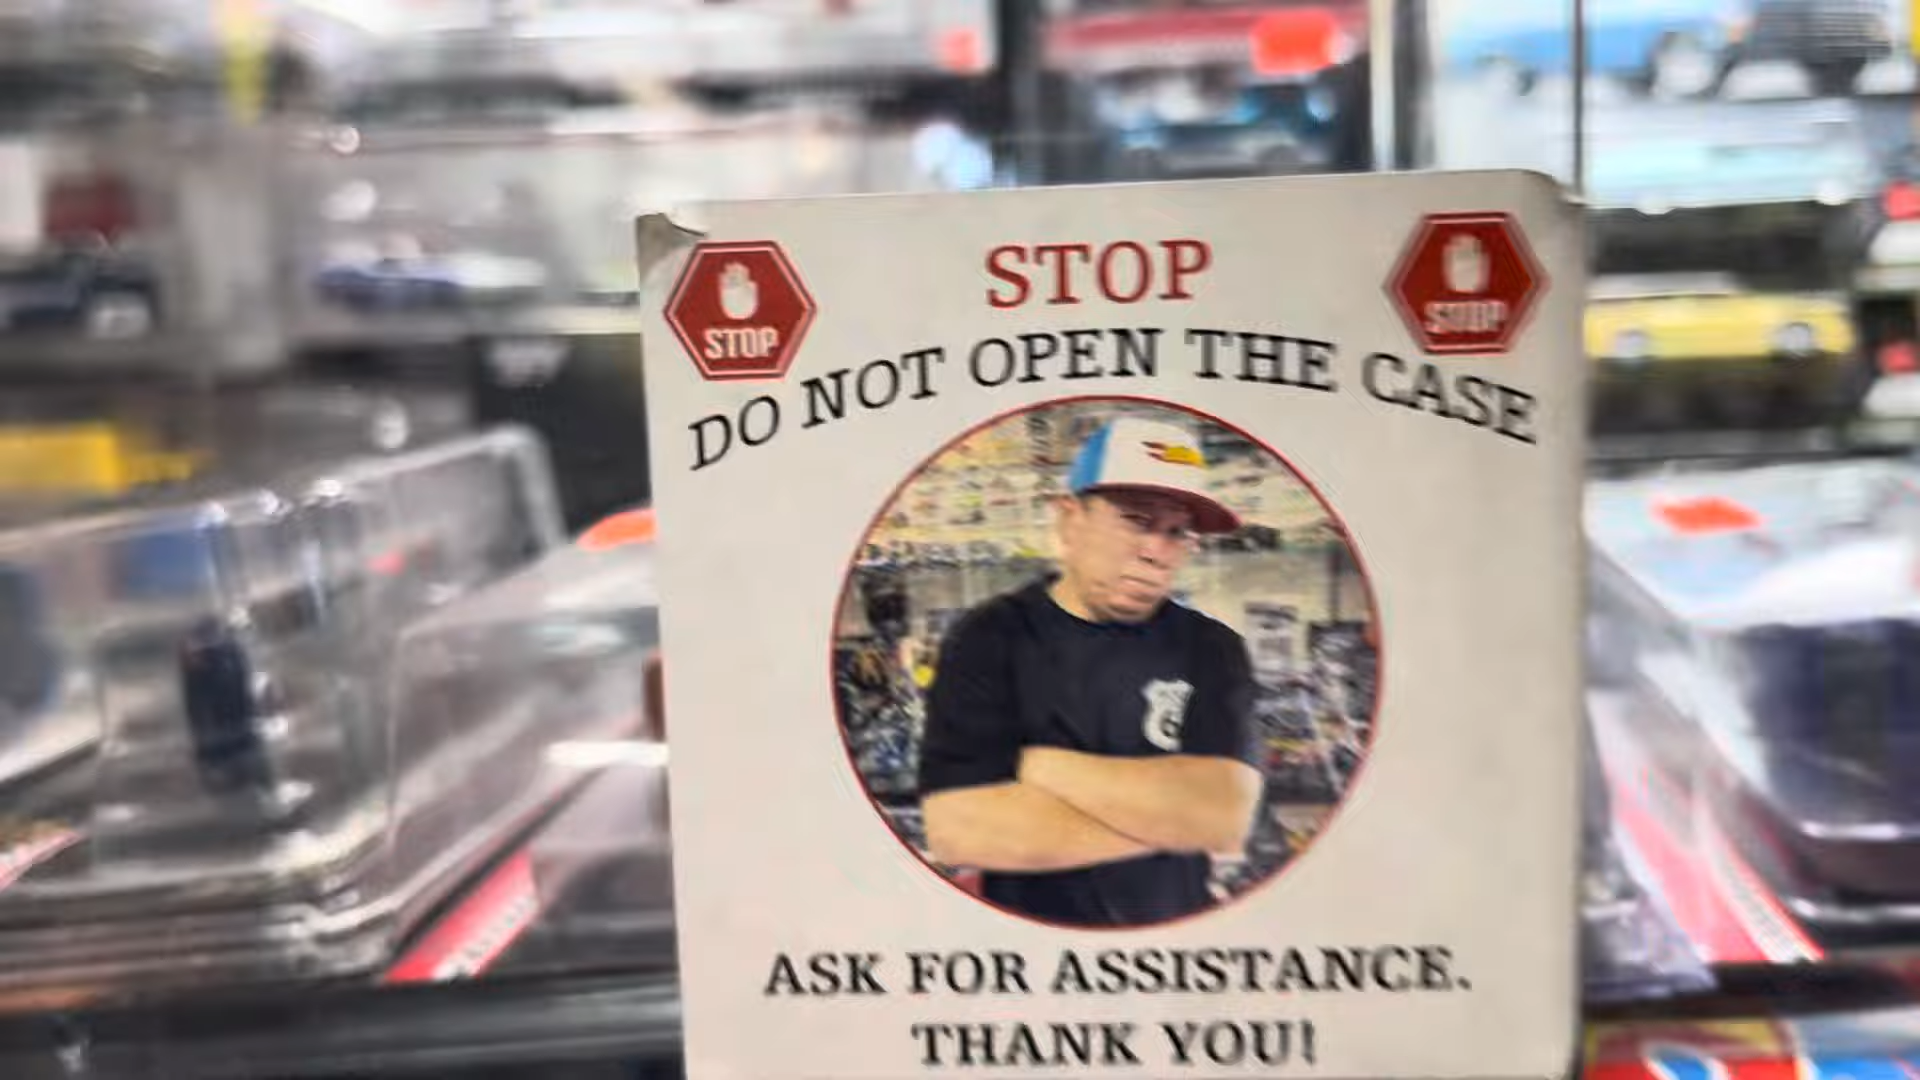 STOP
STOP
STOP
DO NOT OPEN THE CASE
ASK FOR ASSISTANCE.
THANK YOU!